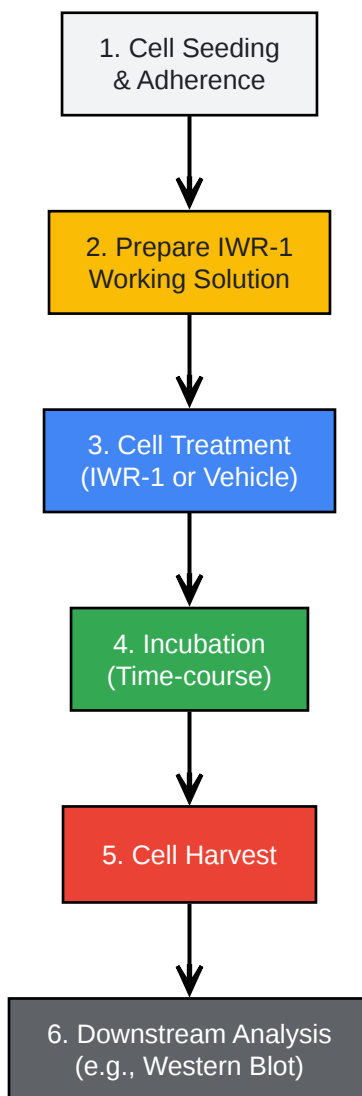 1. Cell Seeding
& Adherence
2. Prepare IWR-1
Working Solution
3. Cell Treatment
(IWR-1 or Vehicle)
4. Incubation
(Time-course)
5. Cell Harvest
6. Downstream Analysis
(e.g., Western Blot)